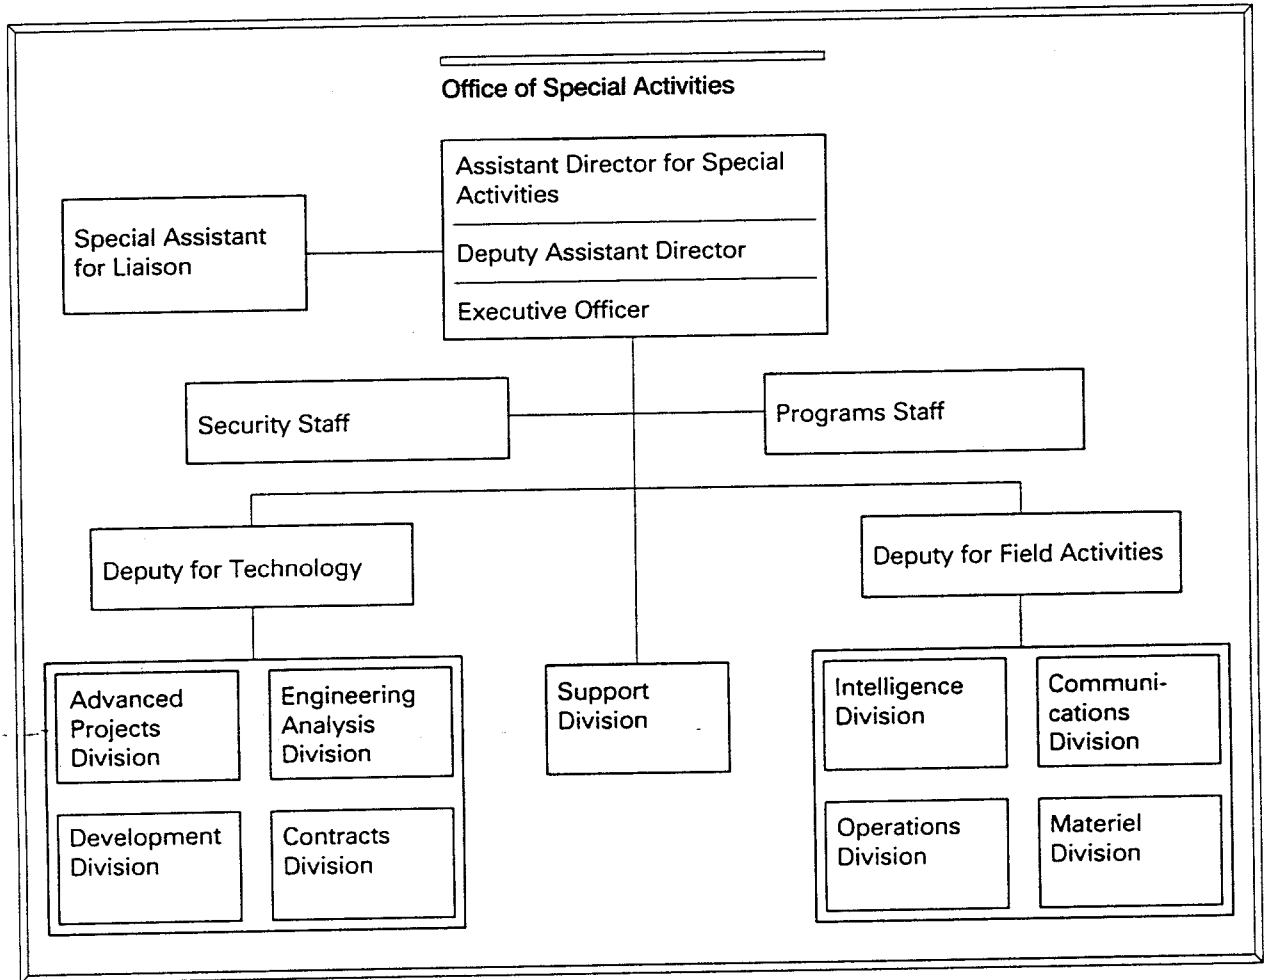 Office of Special Activities
Assistant Director for Special
Activities
Deputy Assistant Director
Executive Officer
Special Assistant
for Liaison
Security Staff
Programs Staff
Deputy for Technology
Deputy for Field Activities
Advanced
Projects
Division
Engineering
Analysis
Division
Development
Division
Contracts
Division
Support
Division
Intelligence
Division
Communi-
cations
Division
Operations
Division
Materiel
Division